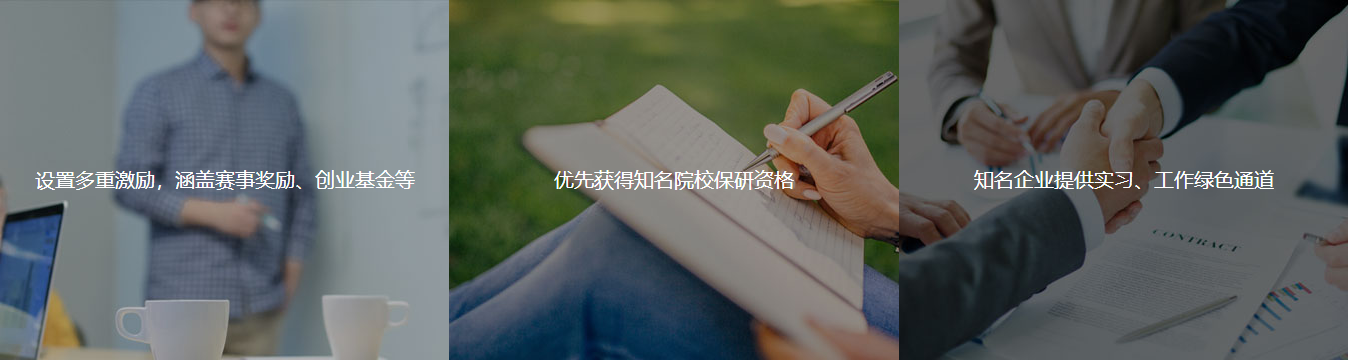 设置多重激励，涵盖赛事奖励、创业基金等
优先获得知名院校保研资格
知名企业提供实习、工作绿色通道
CONTRACT